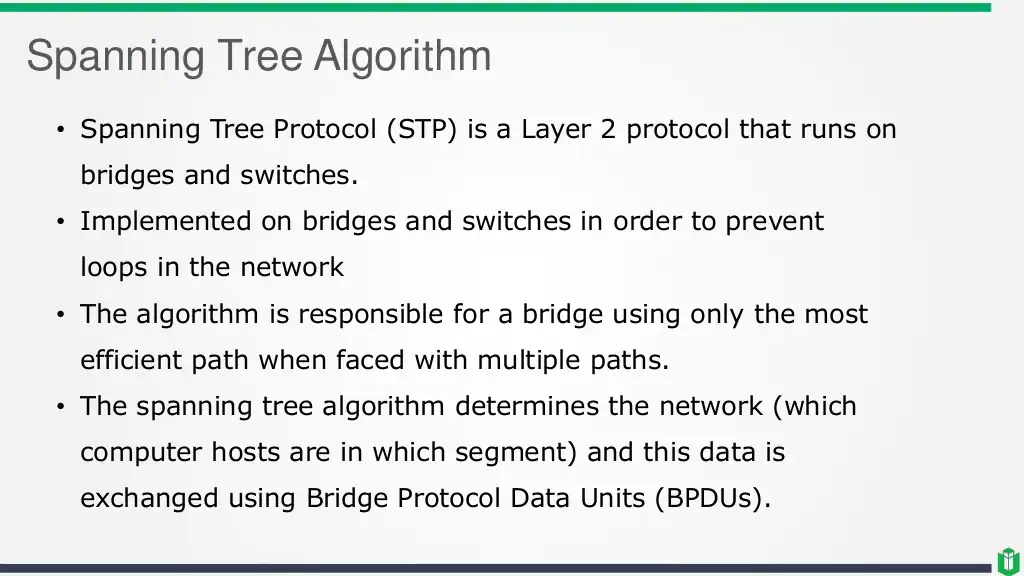 Spanning Tree Algorithm
• Spanning Tree Protocol (STP) is a Layer 2 protocol that runs on
bridges and switches.
• Implemented on bridges and switches in order to prevent
loops in the network
• The algorithm is responsible for a bridge using only the most
efficient path when faced with multiple paths.
• The spanning tree algorithm determines the network (which
computer hosts are in which segment) and this data is
exchanged using Bridge Protocol Data Units (BPDUs).